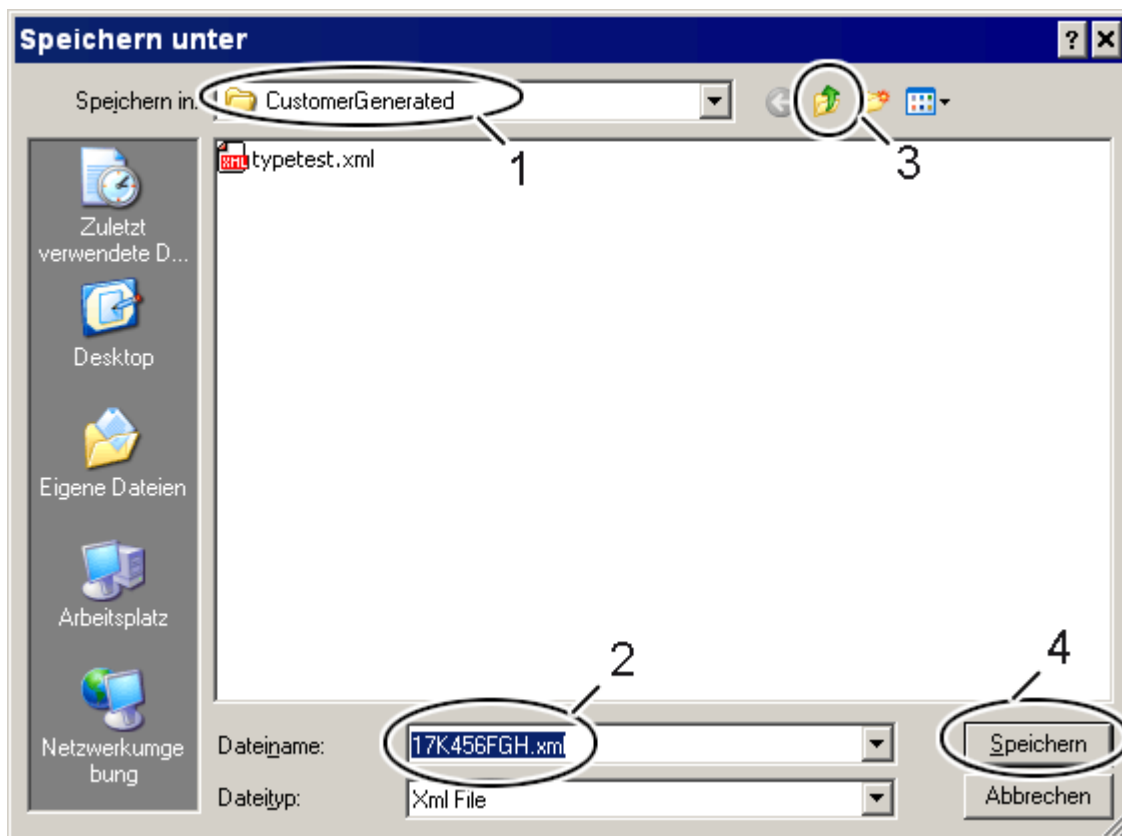 Speichern unter
Speichern in:
CustomerGenerated
1
3
typetest.xml
Zuletzt
verwendete D...
Desktop
Eigene Dateien
Arbeitsplatz
Netzwerkumge
bung
2
4
Dateiname:
17K456FGH.xml
Speichern
Dateityp:
Xml File
Abbrechen